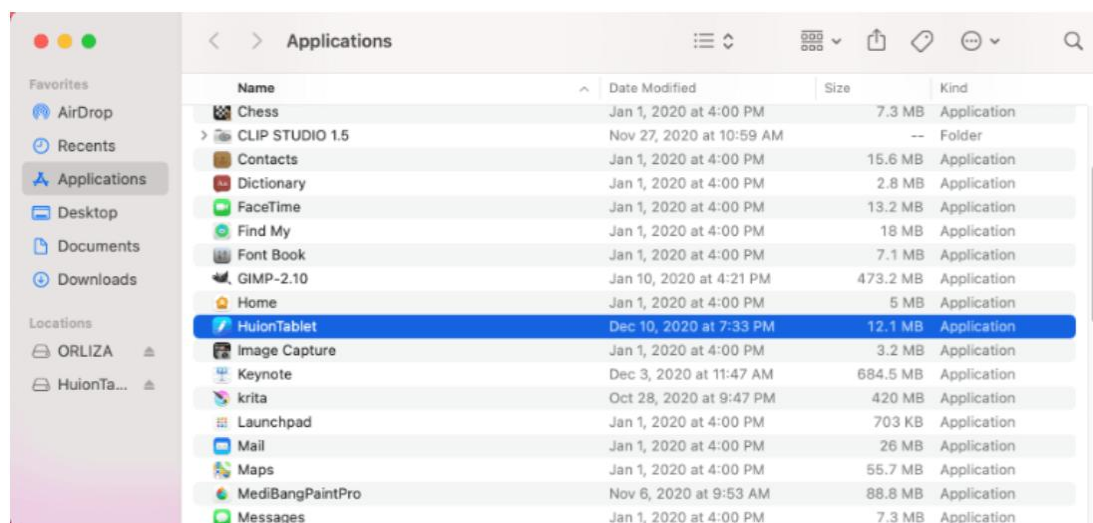 Applications
Favorites
AirDrop
Recents
Applications
Desktop
Documents
Downloads
Locations
ORLIZA
HuionTa...
Name Date Modified Size Kind
Chess Jan 1, 2020 at 4:00 PM 7.3 MB Application
CLIP STUDIO 1.5 Nov 27, 2020 at 10:59 AM -- Folder
Contacts Jan 1, 2020 at 4:00 PM 15.6 MB Application
Dictionary Jan 1, 2020 at 4:00 PM 2.8 MB Application
FaceTime Jan 1, 2020 at 4:00 PM 13.2 MB Application
Find My Jan 1, 2020 at 4:00 PM 18 MB Application
Font Book Jan 1, 2020 at 4:00 PM 7.1 MB Application
GIMP-2.10 Jan 10, 2020 at 4:21 PM 473.2 MB Application
Home Jan 1, 2020 at 4:00 PM 5 MB Application
HuionTablet Dec 10, 2020 at 7:33 PM 12.1 MB Application
Image Capture Jan 1, 2020 at 4:00 PM 3.2 MB Application
Keynote Dec 3, 2020 at 11:47 AM 684.5 MB Application
krita Oct 28, 2020 at 9:47 PM 420 MB Application
Launchpad Jan 1, 2020 at 4:00 PM 703 KB Application
Mail Jan 1, 2020 at 4:00 PM 26 MB Application
Maps Jan 1, 2020 at 4:00 PM 55.7 MB Application
MediBangPaintPro Nov 6, 2020 at 9:53 AM 88.8 MB Application
Messages Jan 1, 2020 at 4:00 PM 7.3 MB Application